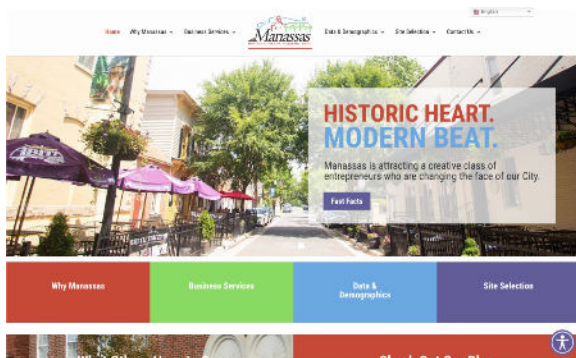 English
Home
Why Manassas
Business Services
Manassas
Data & Demographics
Site Selection
Contact Us
HISTORIC HEART.
MODERN BEAT.
Manassas is attracting a creative class of
entrepreneurs who are changing the face of our City.
Fast Facts
Why Manassas
Business Services
Data &
Demographics
Site Selection